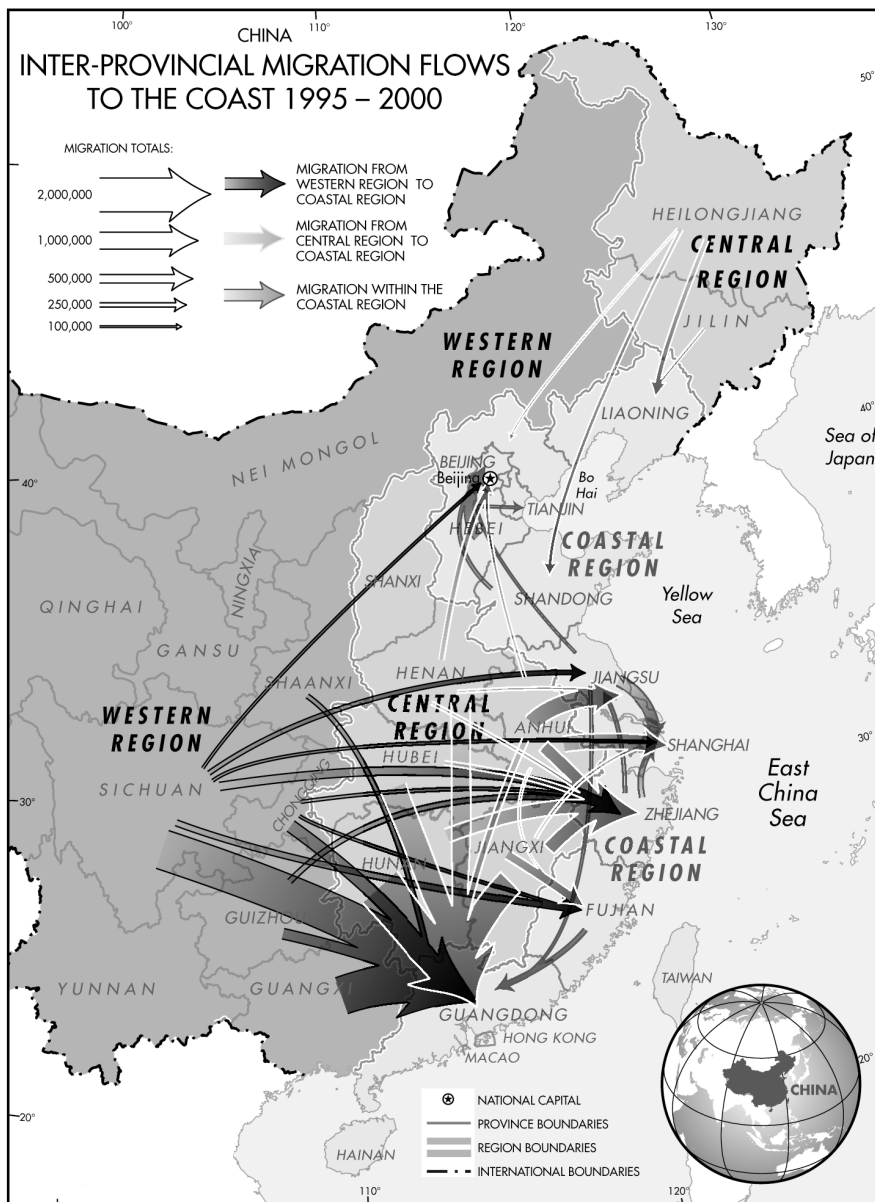 100°
110°
120°
130°
CHINA
INTER-PROVINCIAL MIGRATION FLOWS
TO THE COAST 1995 – 2000
50°
MIGRATION TOTALS:
2,000,000
1,000,000
500,000
250,000
100,000
MIGRATION FROM
WESTERN REGION TO
COASTAL REGION
MIGRATION FROM
CENTRAL REGION TO
COASTAL REGION
MIGRATION WITHIN THE
COASTAL REGION
HEILONGJIANG
CENTRAL
REGION
JILIN
WESTERN
REGION
LIAONING
40°
Sea of
Japan
NEI MONGOL
40°
BEIJING
Beijing
Bo
Hai
TIANJIN
HEBEI
COASTAL
REGION
NINGXIA
SHANXI
SHANDONG
Yellow
Sea
QINGHAI
GANSU
SHAANXI
HENAN
JIANGSU
WESTERN
REGION
CENTRAL
REGION
ANHUI
30°
SHANGHAI
HUBEI
East
China
Sea
SICHUAN
CHONGQING
30°
ZHEJIANG
JIANGXI
COASTAL
REGION
HUNAN
GUIZHOU
FUJIAN
YUNNAN
GUANGXI
TAIWAN
GUANGDONG
HONG KONG
MACAO
20°
CHINA
NATIONAL CAPITAL
PROVINCE BOUNDARIES
REGION BOUNDARIES
INTERNATIONAL BOUNDARIES
20°
HAINAN
110°
120°